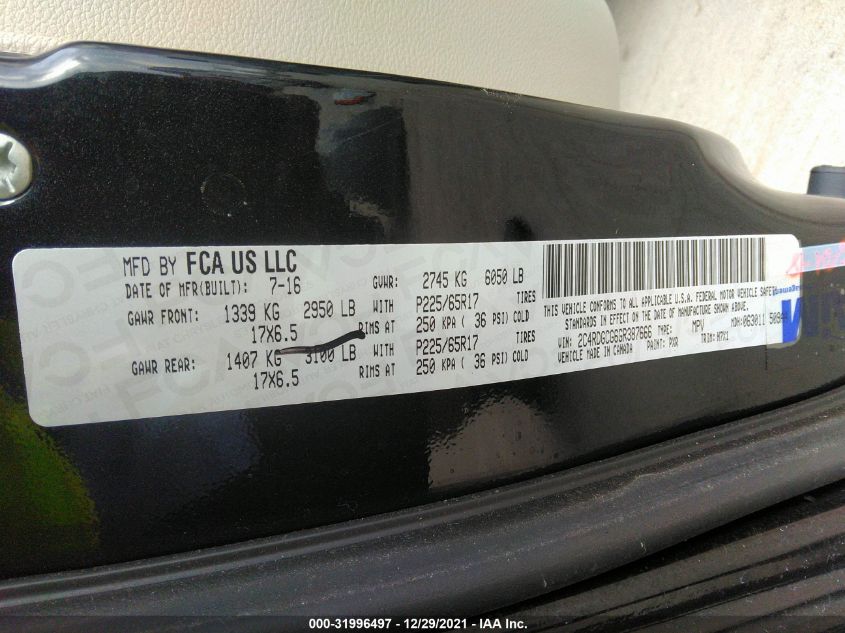 MFD BY FCA US LLC
DATE OF MFR(BUILT): 7-16 GVWR: 2745 KG 6050 LB
GAWR FRONT: 1339 KG 2950 LB WITH P225/65R17 TIRES
17X6.5 RIMS AT 250 KPA ( 36 PSI) COLD
GAWR REAR: 1407 KG 3100 LB WITH P225/65R17 TIRES
17X6.5 RIMS AT 250 KPA ( 36 PSI) COLD
THIS VEHICLE CONFORMS TO ALL APPLICABLE U.S.A. FEDERAL MOTOR VEHICLE SAFETY
STANDARDS IN EFFECT ON THE DATE OF MANUFACTURE SHOWN ABOVE.
VIN: 2C4RDGCG6GR387666 TYPE: MPV MDH: 063011
VEHICLE MADE IN CANADA PAINT: PXR TRIM: H7X1
000-31996497 - 12/29/2021 - IAA Inc.